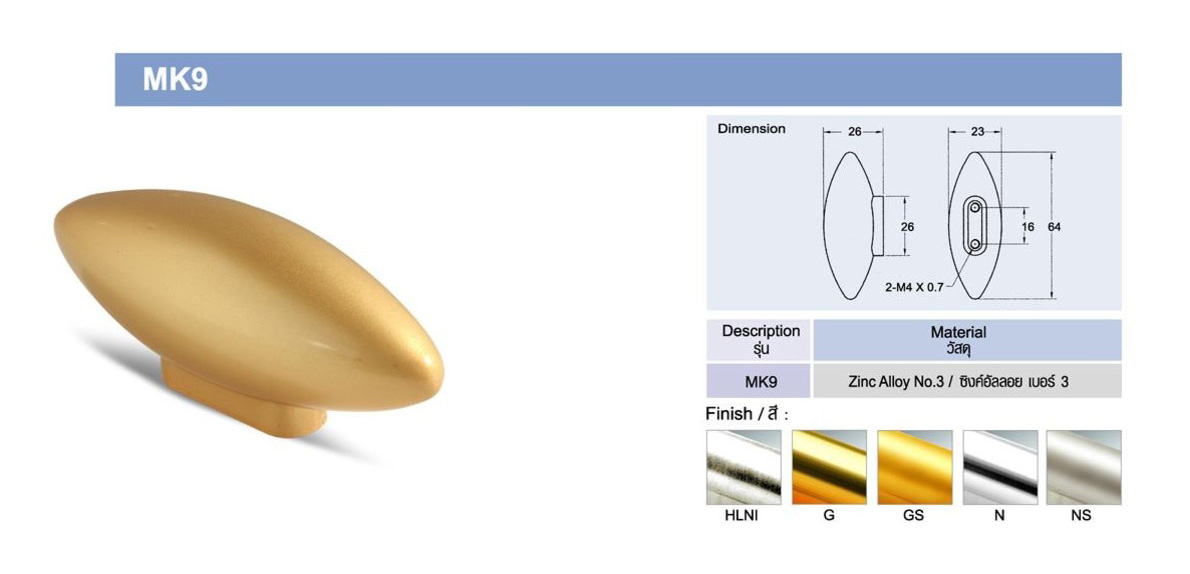 MK9
Dimension
26
23
26
16
64
2-M4 X 0.7
Description
รุ่น
Material
วัสดุ
MK9
Zinc Alloy No.3 / ซิงค์อัลลอย เบอร์ 3
Finish / สี :
HLNI
G
GS
N
NS